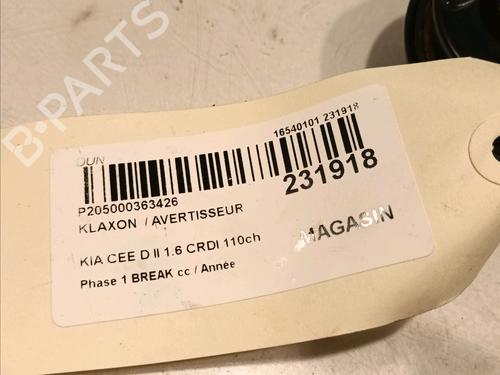 B-PARTS
DUN
16540101 231918
P205000363426
231918
KLAXON / AVERTISSEUR
MAGASIN
KIA CEE D II 1.6 CRDI 110ch
Phase 1 BREAK cc / Année